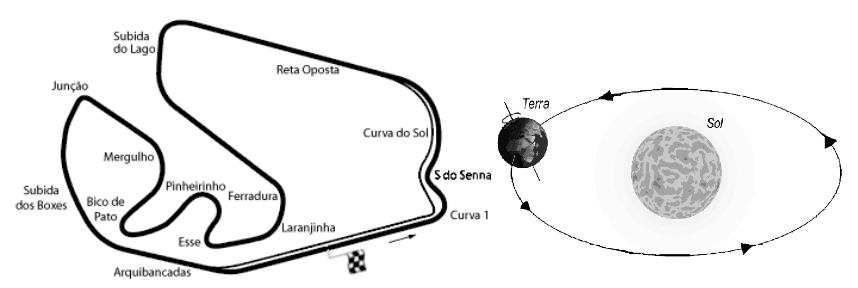 Subida
do Lago
Reta Oposta
Junção
Curva do Sol
Mergulho
S do Senna
Pinheirinho
Ferradura
Subida
dos Boxes
Bico de
Pato
Curva 1
Laranjinha
Esse
Arquibancadas
Terra
Sol